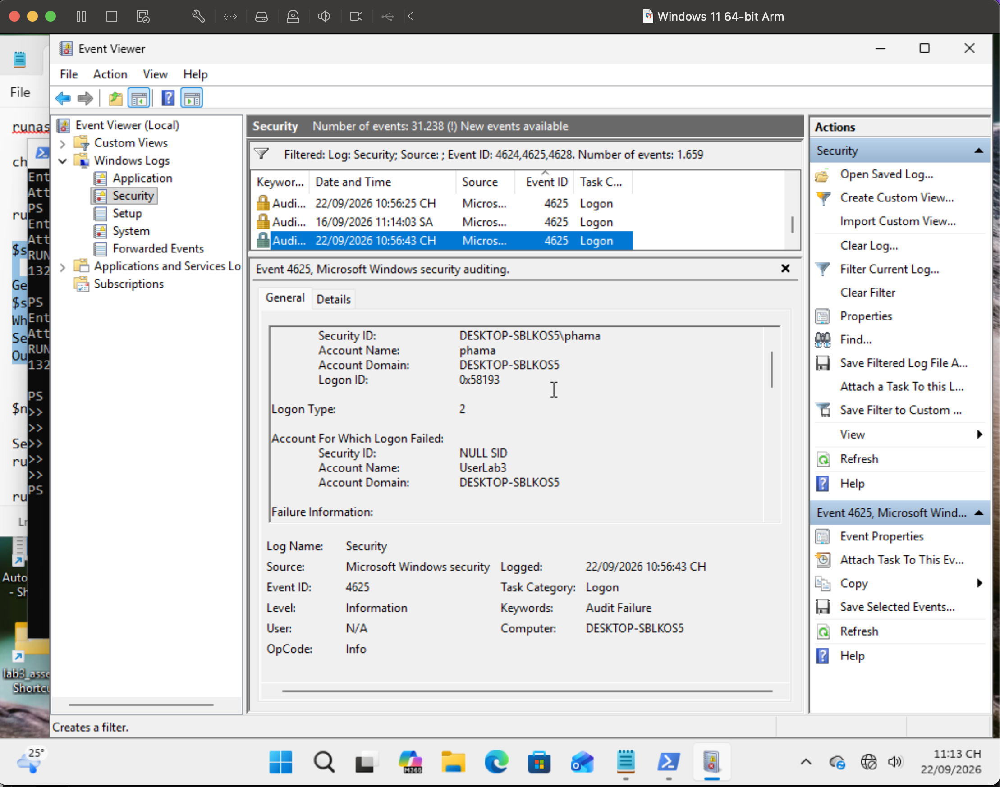 Windows 11 64-bit Arm
Event Viewer
File Action View Help
File
runas
ch
ru
$s
Ge
$s
Wh
Se
Ou
$n
Se
ru
ru
Ln
Ent
Att
PS
Ent
Att
RUN
132
PS
Ent
Att
RUN
132
PS
>>
>>
>>
>>
>>
PS
Event Viewer (Local)
Custom Views
Windows Logs
Application
Security
Setup
System
Forwarded Events
Applications and Services Lo
Subscriptions
Security Number of events: 31.238 (!) New events available
Filtered: Log: Security; Source: ; Event ID: 4624,4625,4628. Number of events: 1.659
Keywor... Date and Time Source Event ID Task C...
Audi... 22/09/2026 10:56:25 CH Micros... 4625 Logon
Audi... 16/09/2026 11:14:03 SA Micros... 4625 Logon
Audi... 22/09/2026 10:56:43 CH Micros... 4625 Logon
Event 4625, Microsoft Windows security auditing.
General Details
Security ID: DESKTOP-SBLKOS5\phama
Account Name: phama
Account Domain: DESKTOP-SBLKOS5
Logon ID: 0x58193
Logon Type: 2
Account For Which Logon Failed:
Security ID: NULL SID
Account Name: UserLab3
Account Domain: DESKTOP-SBLKOS5
Failure Information:
Log Name: Security
Source: Microsoft Windows security Logged: 22/09/2026 10:56:43 CH
Event ID: 4625 Task Category: Logon
Level: Information Keywords: Audit Failure
User: N/A Computer: DESKTOP-SBLKOS5
OpCode: Info
Actions
Security
Open Saved Log...
Create Custom View...
Import Custom View...
Clear Log...
Filter Current Log...
Clear Filter
Properties
Find...
Save Filtered Log File A...
Attach a Task To this L...
Save Filter to Custom ...
View
Refresh
Help
Event 4625, Microsoft Wind...
Event Properties
Attach Task To This Ev...
Copy
Save Selected Events...
Refresh
Help
Creates a filter.
Auto
- Sh
lab3_asse
Shortcu
25°
M365
11:13 CH
22/09/2026